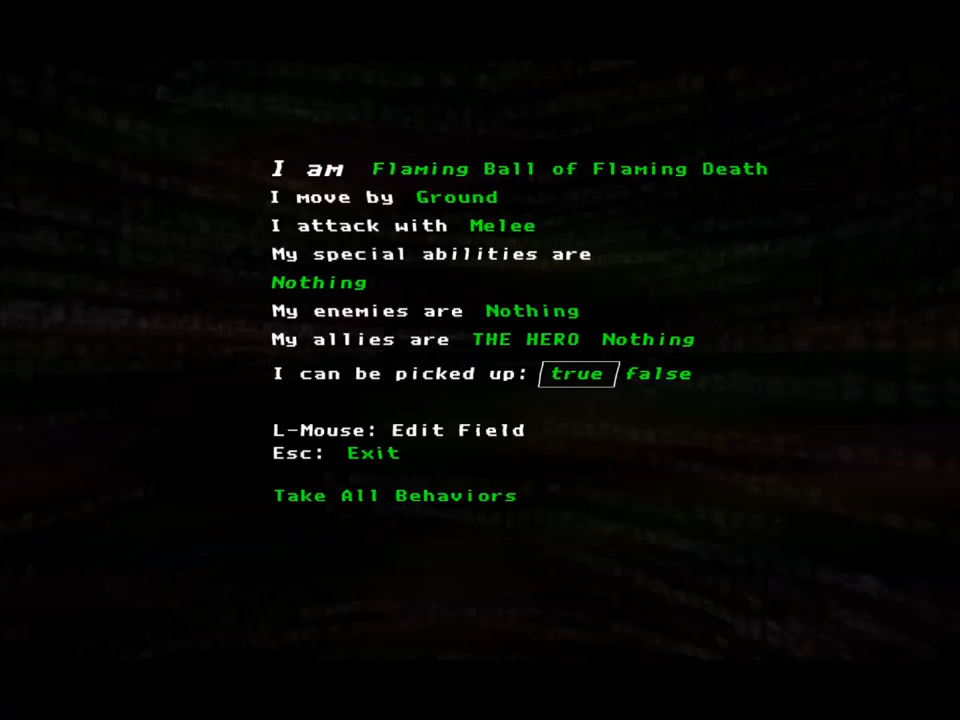 I am Flaming Ball of Flaming Death
I move by Ground
I attack with Melee
My special abilities are
Nothing
My enemies are Nothing
My allies are THE HERO Nothing
I can be picked up: true false
L-Mouse: Edit Field
Esc: Exit
Take All Behaviors